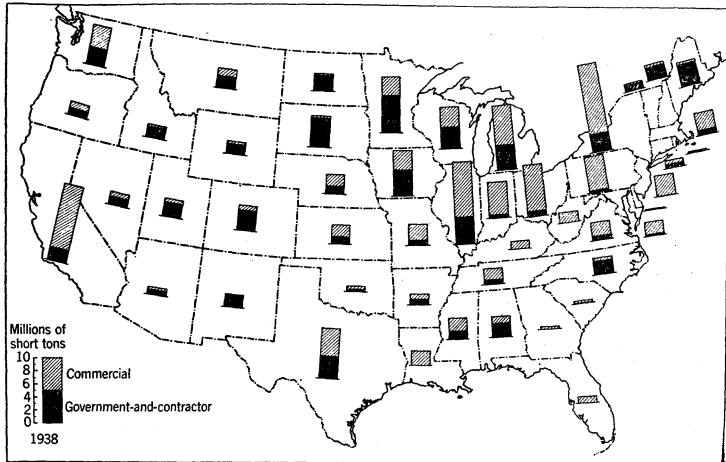 Millions of
short tons
10
8
Commercial
6
4
Government-and-contractor
2
0
1938